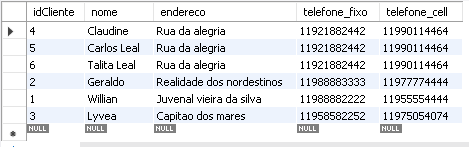 idCliente nome endereco telefone_fixo telefone_cell
4 Claudine Rua da alegria 11921882442 11990114464
5 Carlos Leal Rua da alegria 11921882442 11990114464
6 Talita Leal Rua da alegria 11921882442 11990114464
2 Geraldo Realidade dos nordestinos 11988883333 11977774444
1 Willian Juvenal vieira da silva 11988882222 11955554444
3 Lyvea Capitao dos mares 11958582252 11975054074
NULL NULL NULL NULL NULL